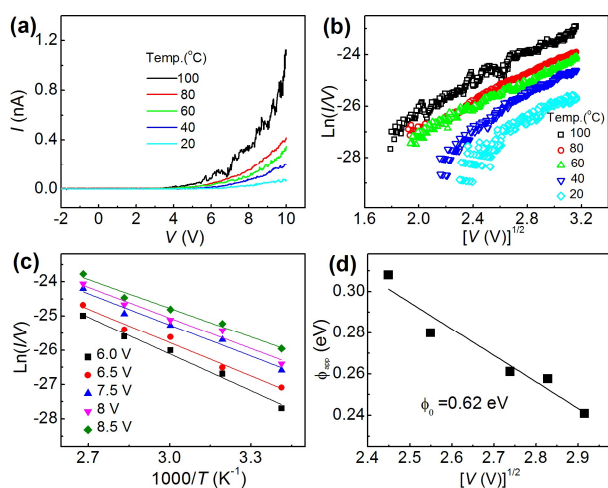 (a)
1.2
0.8
0.4
0.0
I (nA)
Temp.(°C)
100
80
60
40
20
-2 0 2 4 6 8 10
V (V)
(b)
-24
-26
-28
Ln(I/V)
Temp.(°C)
100
80
60
40
20
1.6 2.0 2.4 2.8 3.2
[V (V)]^1/2
(c)
-24
-25
-26
-27
-28
Ln(I/V)
6.0 V
6.5 V
7.5 V
8 V
8.5 V
2.7 3.0 3.3
1000/T (K⁻¹)
(d)
0.30
0.28
0.26
0.24
ϕapp (eV)
ϕ₀ =0.62 eV
2.4 2.5 2.6 2.7 2.8 2.9
[V (V)]^1/2